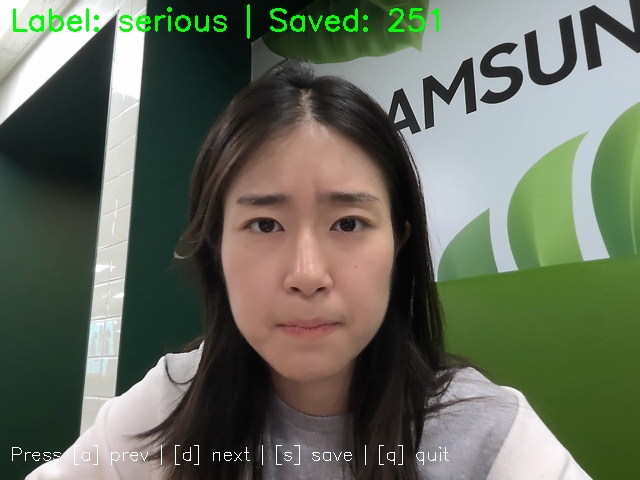 Label: serious | Saved: 251
AMSUN
Press [a] prev | [d] next | [s] save | [q] quit